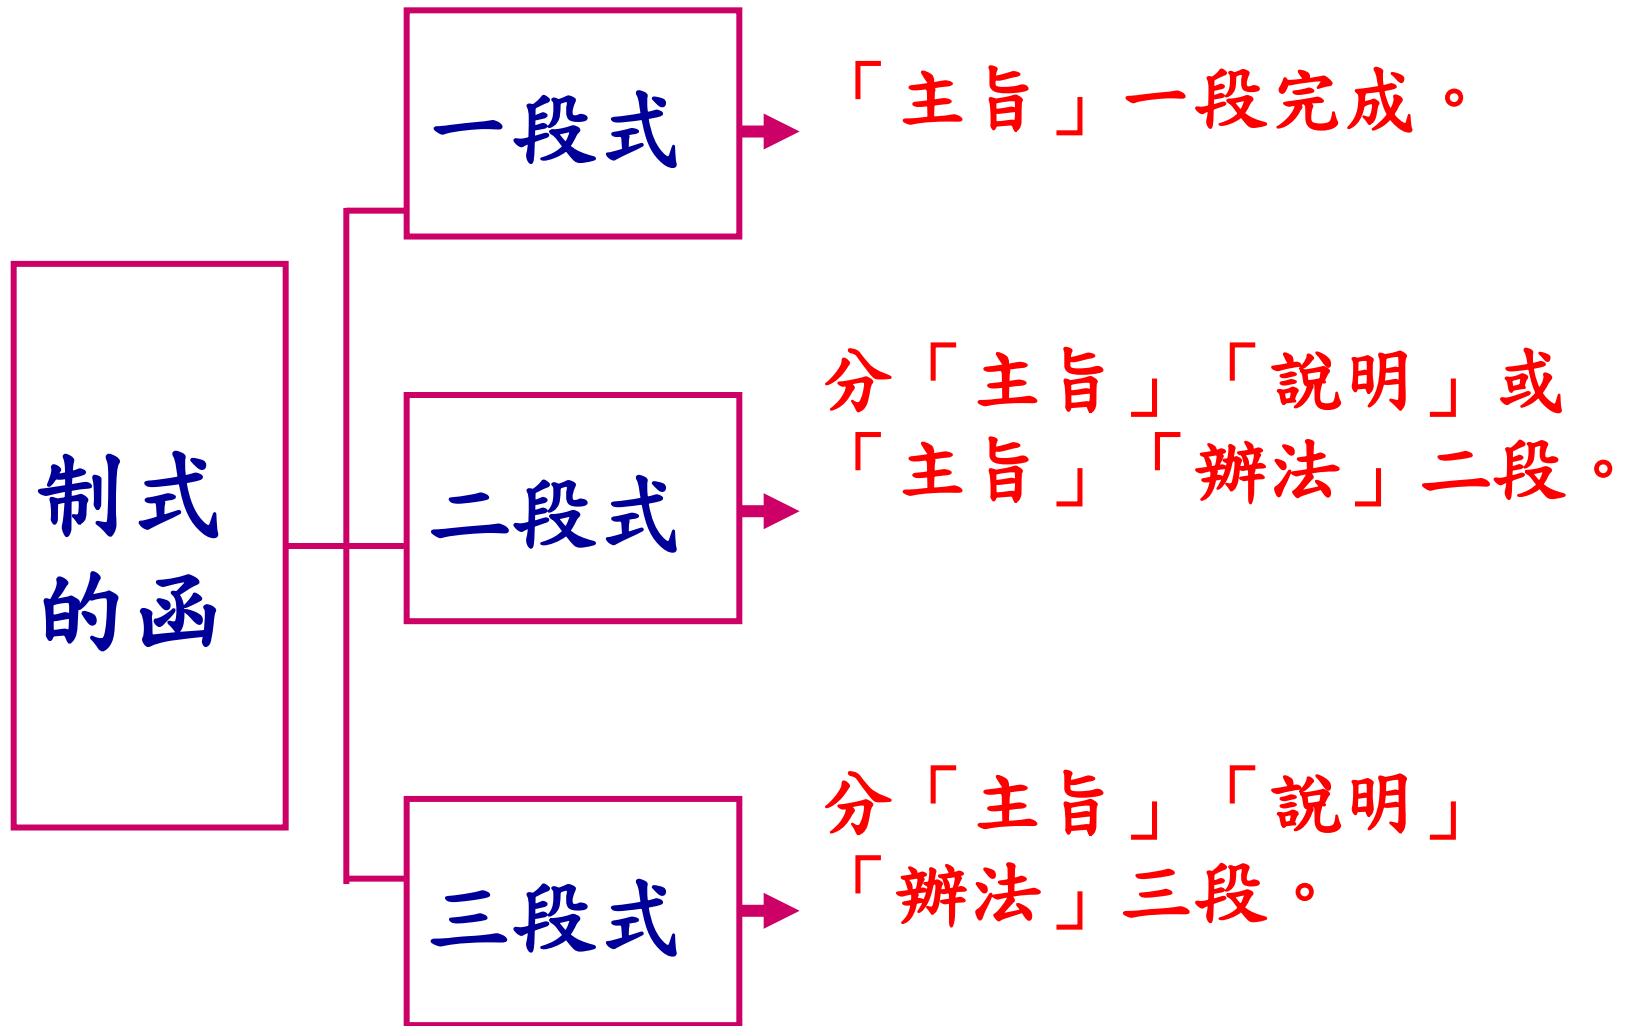 制式
的函
一段式
「主旨」一段完成。
二段式
分「主旨」「說明」或
「主旨」「辦法」二段。
三段式
分「主旨」「說明」
「辦法」三段。